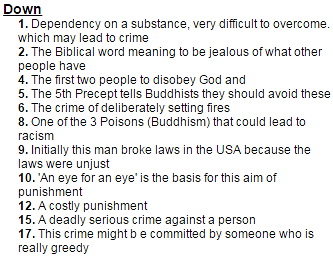 Down
1. Dependency on a substance, very difficult to overcome.
which may lead to crime
2. The Biblical word meaning to be jealous of what other
people have
4. The first two people to disobey God and
5. The 5th Precept tells Buddhists they should avoid these
6. The crime of deliberately setting fires
8. One of the 3 Poisons (Buddhism) that could lead to
racism
9. Initially this man broke laws in the USA because the
laws were unjust
10. 'An eye for an eye' is the basis for this aim of
punishment
12. A costly punishment
15. A deadly serious crime against a person
17. This crime might b e committed by someone who is
really greedy